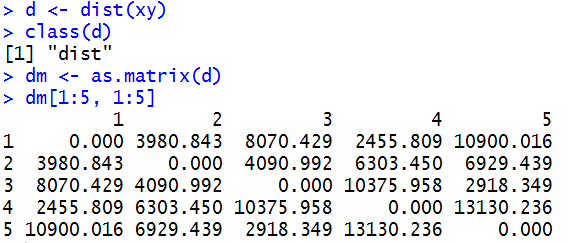 > d <- dist(xy)
> class(d)
[1] "dist"
> dm <- as.matrix(d)
> dm[1:5, 1:5]
          1        2         3         4         5
1     0.000 3980.843  8070.429  2455.809 10900.016
2  3980.843    0.000  4090.992  6303.450  6929.439
3  8070.429 4090.992     0.000 10375.958  2918.349
4  2455.809 6303.450 10375.958     0.000 13130.236
5 10900.016 6929.439  2918.349 13130.236     0.000